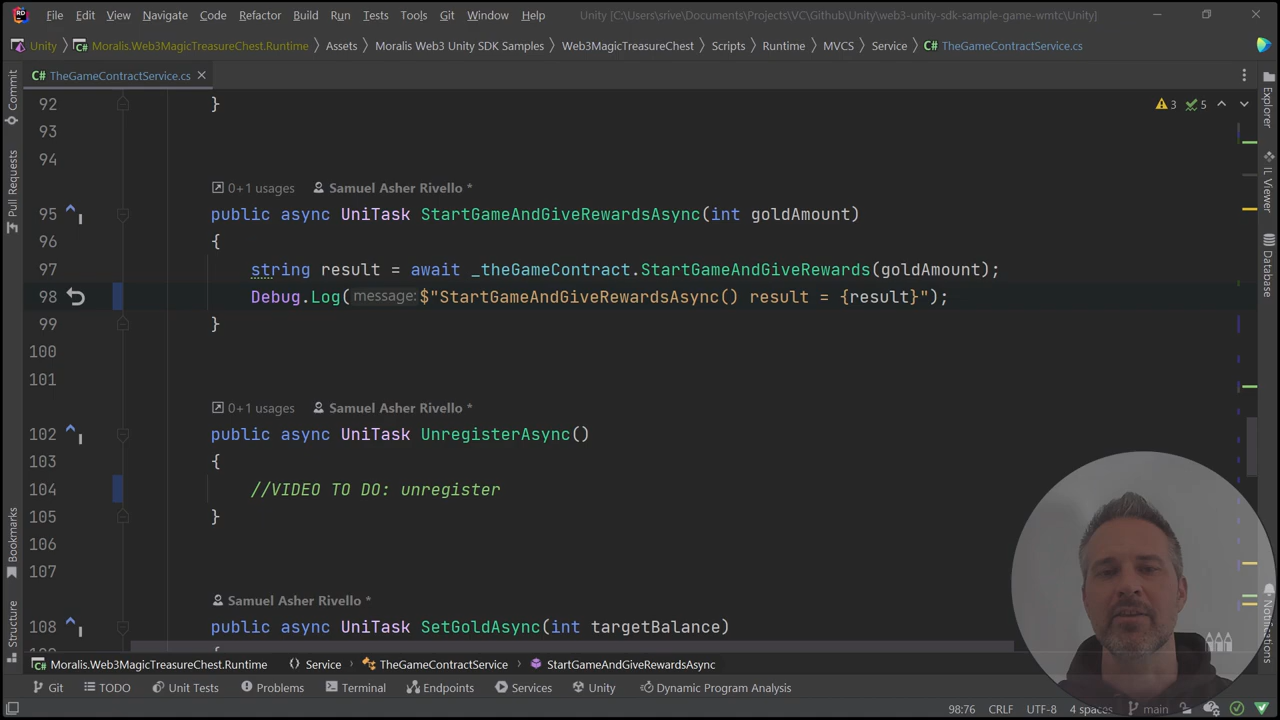 File Edit View Navigate Code Refactor Build Run Tests Tools Git Window Help Unity [C:\Users\srive\Documents\Projects\VC\Github\Unity\web3-unity-sdk-sample-game-wmtc\Unity]
Unity Moralis.Web3MagicTreasureChest.Runtime Assets Moralis Web3 Unity SDK Samples Web3MagicTreasureChest Scripts Runtime MVCS Service C# TheGameContractService.cs
C# TheGameContractService.cs
Commit
Pull Requests
Bookmarks
Structure
Explorer
IL Viewer
Database
Notifications
3 5
92 }
93
94
0+1 usages Samuel Asher Rivello *
95 public async UniTask StartGameAndGiveRewardsAsync(int goldAmount)
96 {
97 string result = await _theGameContract.StartGameAndGiveRewards(goldAmount);
98 Debug.Log( message: $"StartGameAndGiveRewardsAsync() result = {result}");
99 }
100
101
0+1 usages Samuel Asher Rivello *
102 public async UniTask UnregisterAsync()
103 {
104 //VIDEO TO DO: unregister
105 }
106
107
Samuel Asher Rivello *
108 public async UniTask SetGoldAsync(int targetBalance)
Moralis.Web3MagicTreasureChest.Runtime Service TheGameContractService StartGameAndGiveRewardsAsync
Git TODO Unit Tests Problems Terminal Endpoints Services Unity Dynamic Program Analysis
98:76 CRLF UTF-8 4 spaces main